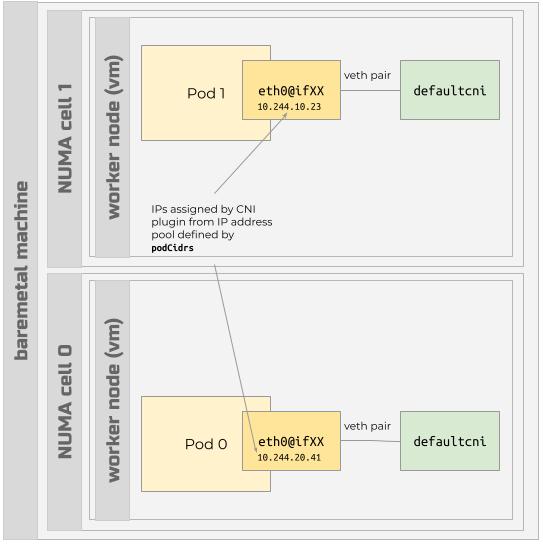 baremetal machine
NUMA cell 1
worker node (vm)
Pod 1
eth0@ifXX
10.244.10.23
veth pair
defaultcni
IPs assigned by CNI
plugin from IP address
pool defined by
podCidrs
NUMA cell 0
worker node (vm)
Pod 0
eth0@ifXX
10.244.20.41
veth pair
defaultcni